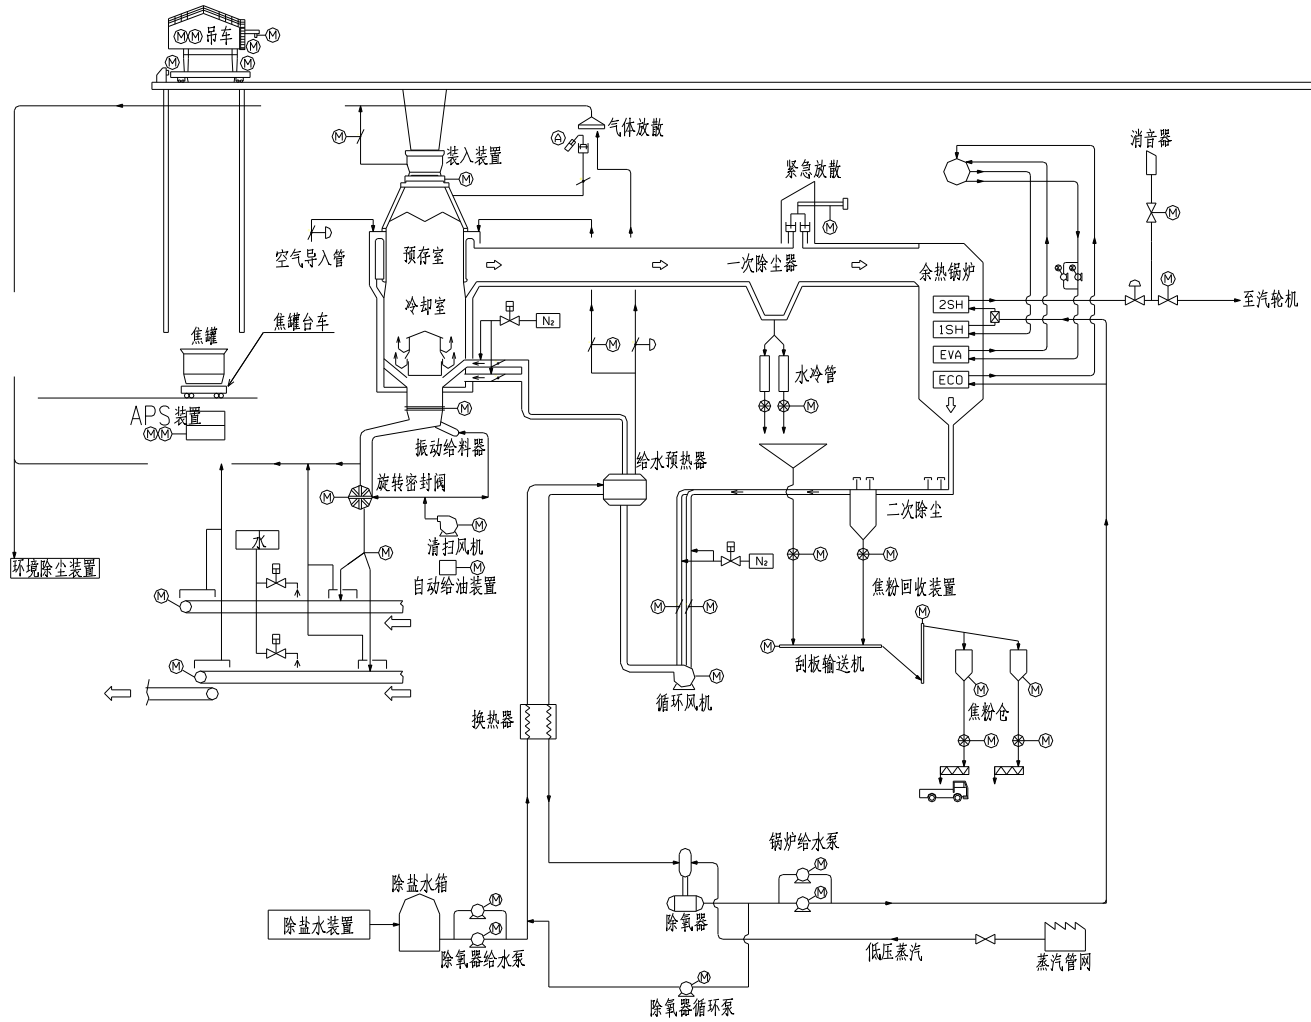 M M 吊车 M
M
M
M
气体放散
A
M
消音器
装入装置
M
紧急放散
M
M
空气导入管
预存室
一次除尘器
余热锅炉
M
冷却室
2SH
至汽轮机
N₂
焦罐
焦罐台车
1SH
M
EVA
水冷管
ECO
M
M
APS装置
M M
振动给料器
给水预热器
旋转密封阀
M
二次除尘
M
清扫风机
水
M
M
M
N₂
环境除尘装置
M
自动给油装置
焦粉回收装置
M
M
M
M
M
M
刮板输送机
M
M
循环风机
M
M
焦粉仓
换热器
M
M
锅炉给水泵
M
除盐水箱
M
M
除盐水装置
除氧器
M
低压蒸汽
除氧器给水泵
蒸汽管网
M
除氧器循环泵